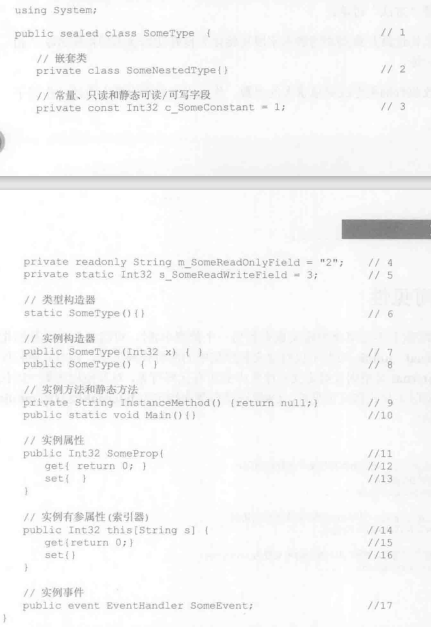 using System;
public sealed class SomeType { // 1
// 嵌套类
private class SomeNestedType{} // 2
// 常量、只读和静态可读/可写字段
private const Int32 c_SomeConstant = 1; // 3
private readonly String m_SomeReadOnlyField = "2"; // 4
private static Int32 s_SomeReadWriteField = 3; // 5
// 类型构造器
static SomeType(){} // 6
// 实例构造器
public SomeType(Int32 x) { } // 7
public SomeType() { } // 8
// 实例方法和静态方法
private String InstanceMethod() {return null;} // 9
public static void Main(){} //10
// 实例属性
public Int32 SomeProp{ //11
get{ return 0; } //12
set{ } //13
}
// 实例有参属性(索引器)
public Int32 this[String s] { //14
get{return 0;} //15
set{} //16
}
// 实例事件
public event EventHandler SomeEvent; //17
}